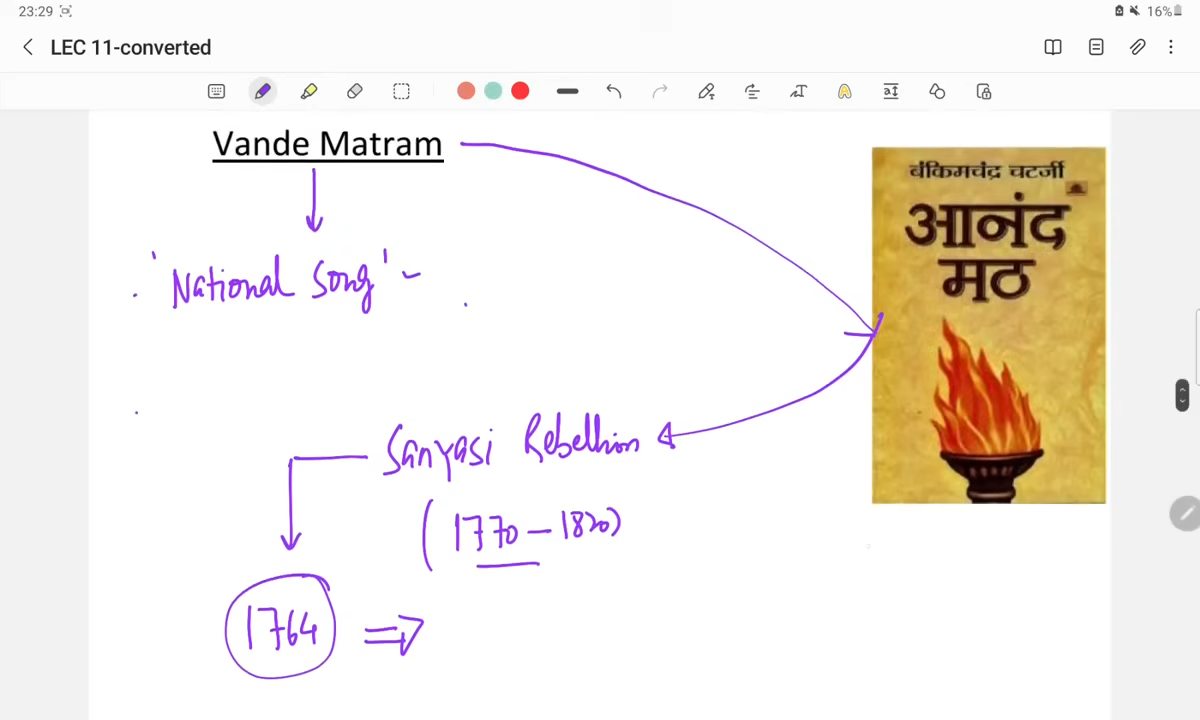 23:29
16%
LEC 11-converted
Vande Matram
'National Song' -
बंकिमचंद्र चटर्जी
आनंद
मठ
Sanyasi Rebellion
(1770 - 1820)
1764 ⇒